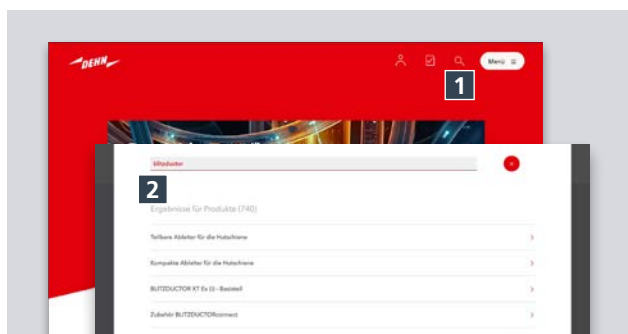 DEHN
Menü
1
blitzductor
2
Ergebnisse für Produkte (740)
Teilbare Ableiter für die Hutschiene
Kompakte Ableiter für die Hutschiene
BLITZDUCTOR XT Ex (i) - Basisteil
Zubehör BLITZDUCTORconnect